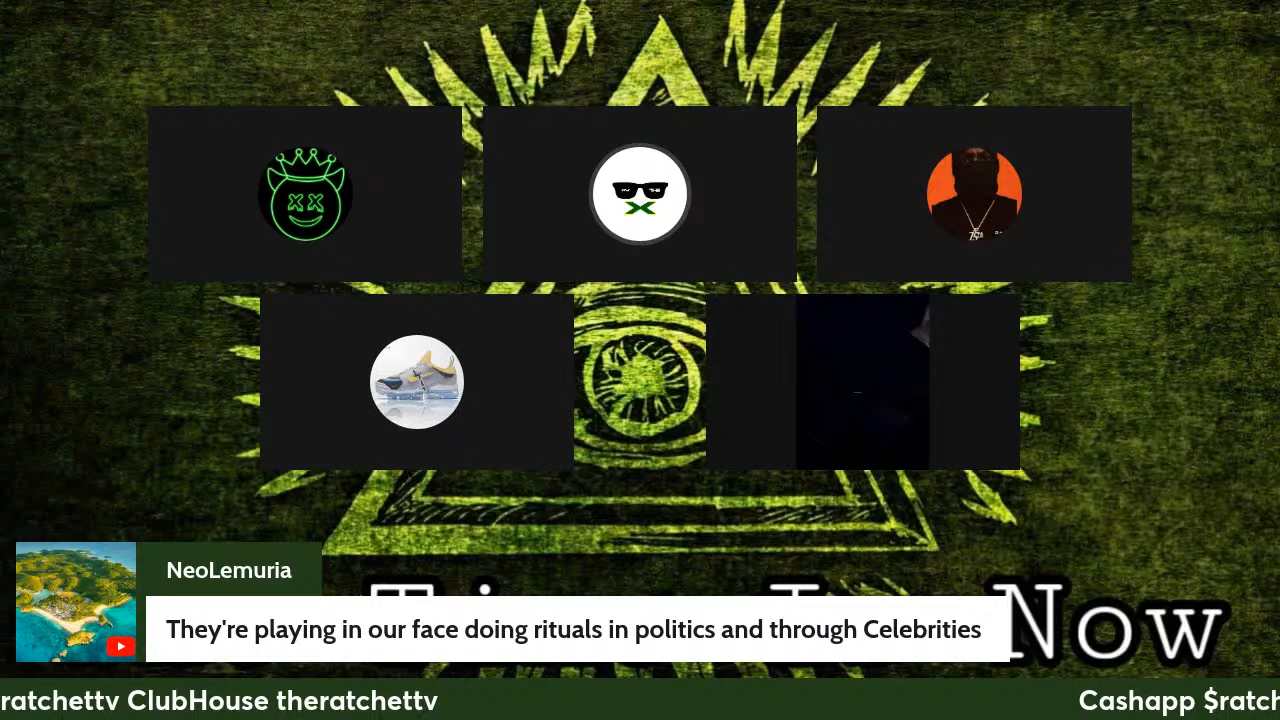 NeoLemuria
They're playing in our face doing rituals in politics and through Celebrities
Now
ratchettv ClubHouse theratchettv
Cashapp $ratch